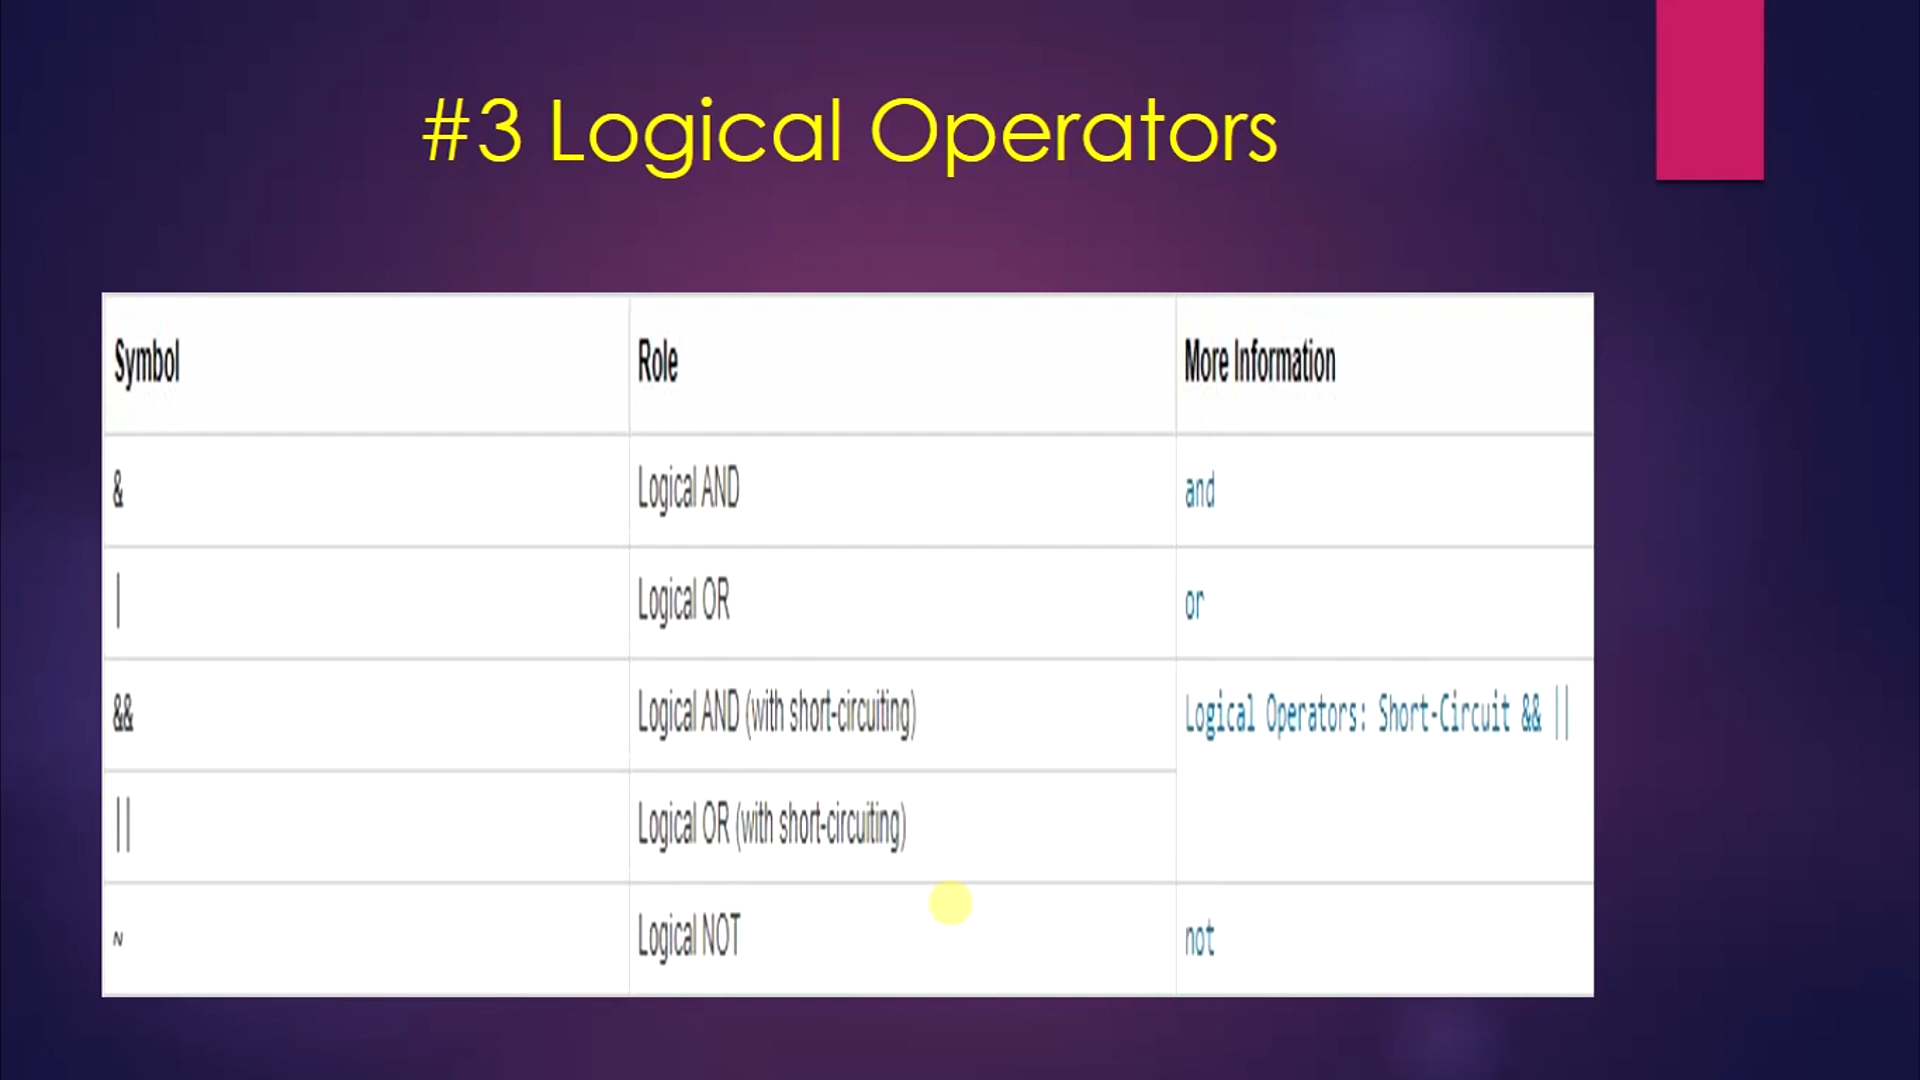 #3 Logical Operators
Symbol Role More Information
& Logical AND and
| Logical OR or
&& Logical AND (with short-circuiting) Logical Operators: Short-Circuit && ||
|| Logical OR (with short-circuiting)
~ Logical NOT not